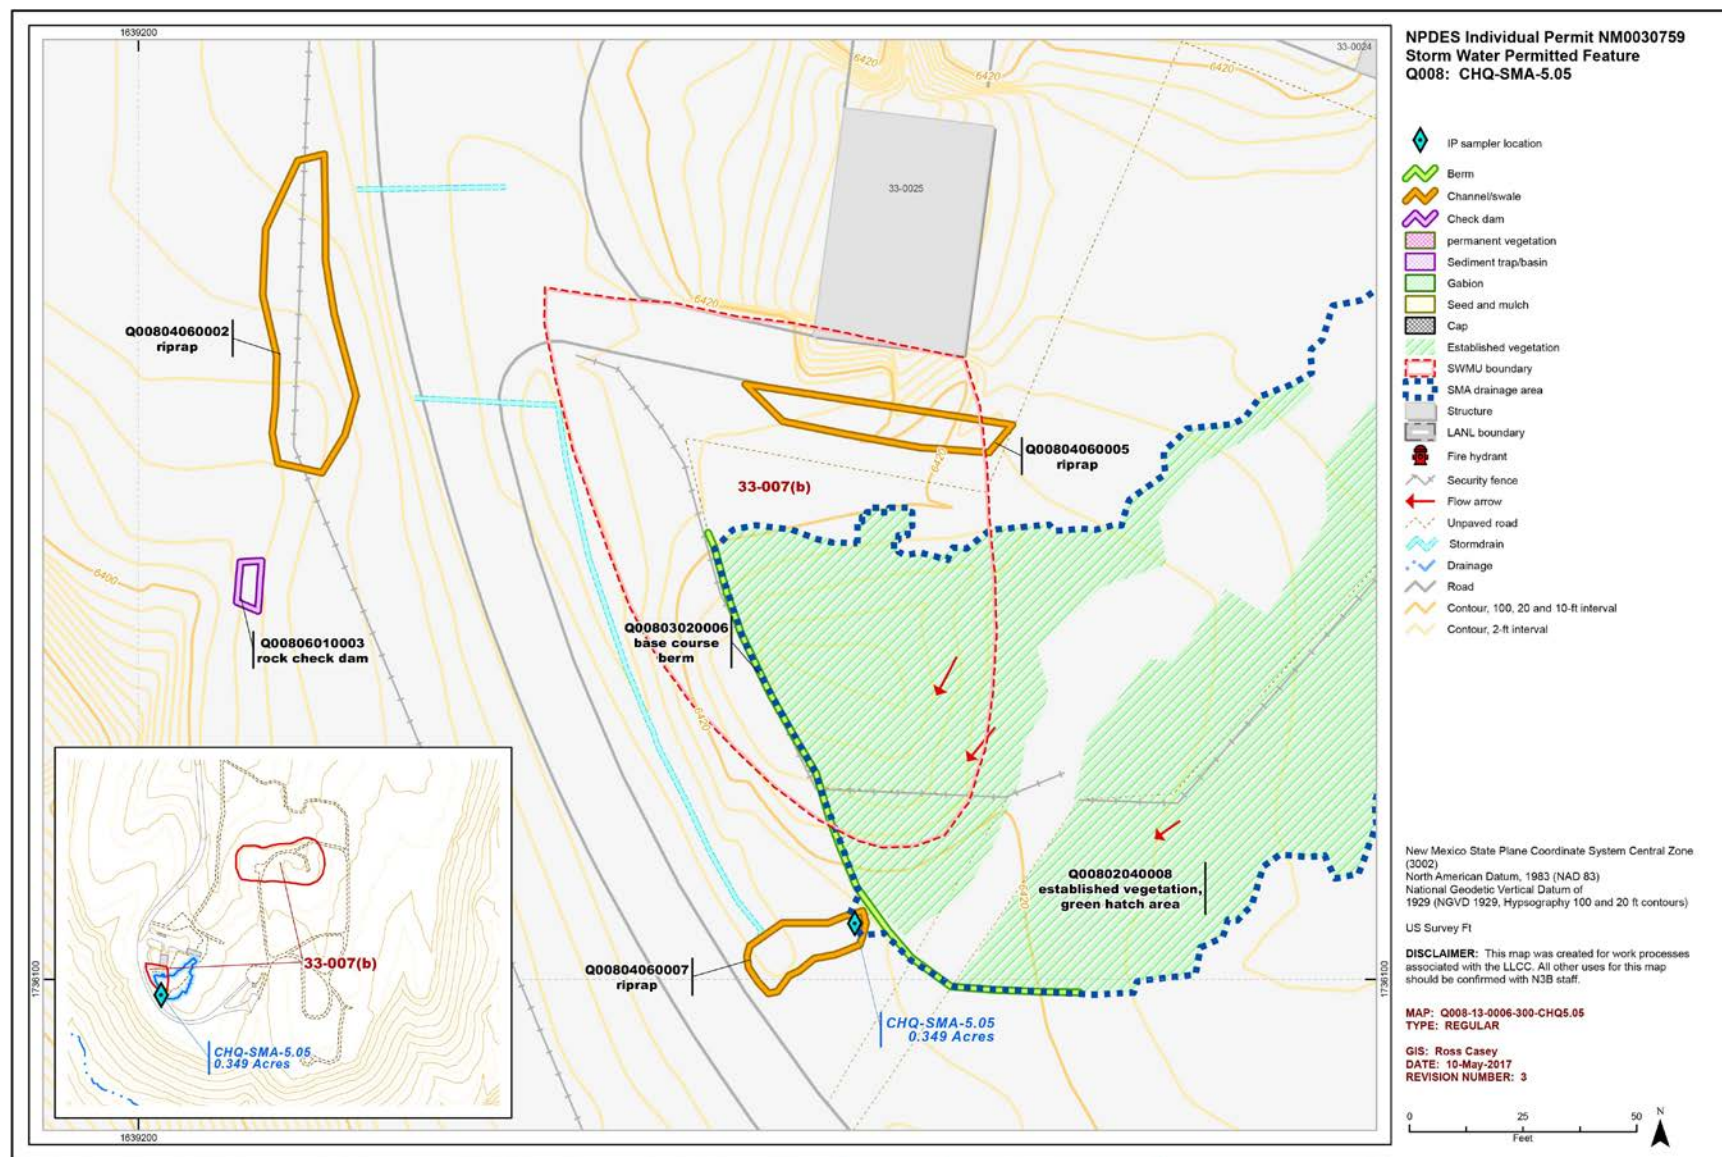 1639200
NPDES Individual Permit NM0030759
Storm Water Permitted Feature
Q008: CHQ-SMA-5.05
33-0024
6420
6420
6420
33-0025
IP sampler location
Berm
Channel/swale
Check dam
permanent vegetation
Sediment trap/basin
Gabion
Seed and mulch
Cap
Established vegetation
SWMU boundary
SMA drainage area
Structure
LANL boundary
Fire hydrant
Security fence
Flow arrow
Unpaved road
Stormdrain
Drainage
Road
Contour, 100, 20 and 10-ft interval
Contour, 2-ft interval
6420
Q00804060002
riprap
Q00804060005
riprap
6420
33-007(b)
6400
Q00806010003
rock check dam
Q00803020006
base course
berm
6420
Q00802040008
established vegetation,
green hatch area
6420
Q00804060007
riprap
CHQ-SMA-5.05
0.349 Acres
33-007(b)
CHQ-SMA-5.05
0.349 Acres
1736100
1736100
1639200
New Mexico State Plane Coordinate System Central Zone
(3002)
North American Datum, 1983 (NAD 83)
National Geodetic Vertical Datum of
1929 (NGVD 1929, Hypsography 100 and 20 ft contours)
US Survey Ft
DISCLAIMER: This map was created for work processes
associated with the LLCC. All other uses for this map
should be confirmed with N3B staff.
MAP: Q008-13-0006-300-CHQ5.05
TYPE: REGULAR
GIS: Ross Casey
DATE: 10-May-2017
REVISION NUMBER: 3
0 25 50
Feet
N